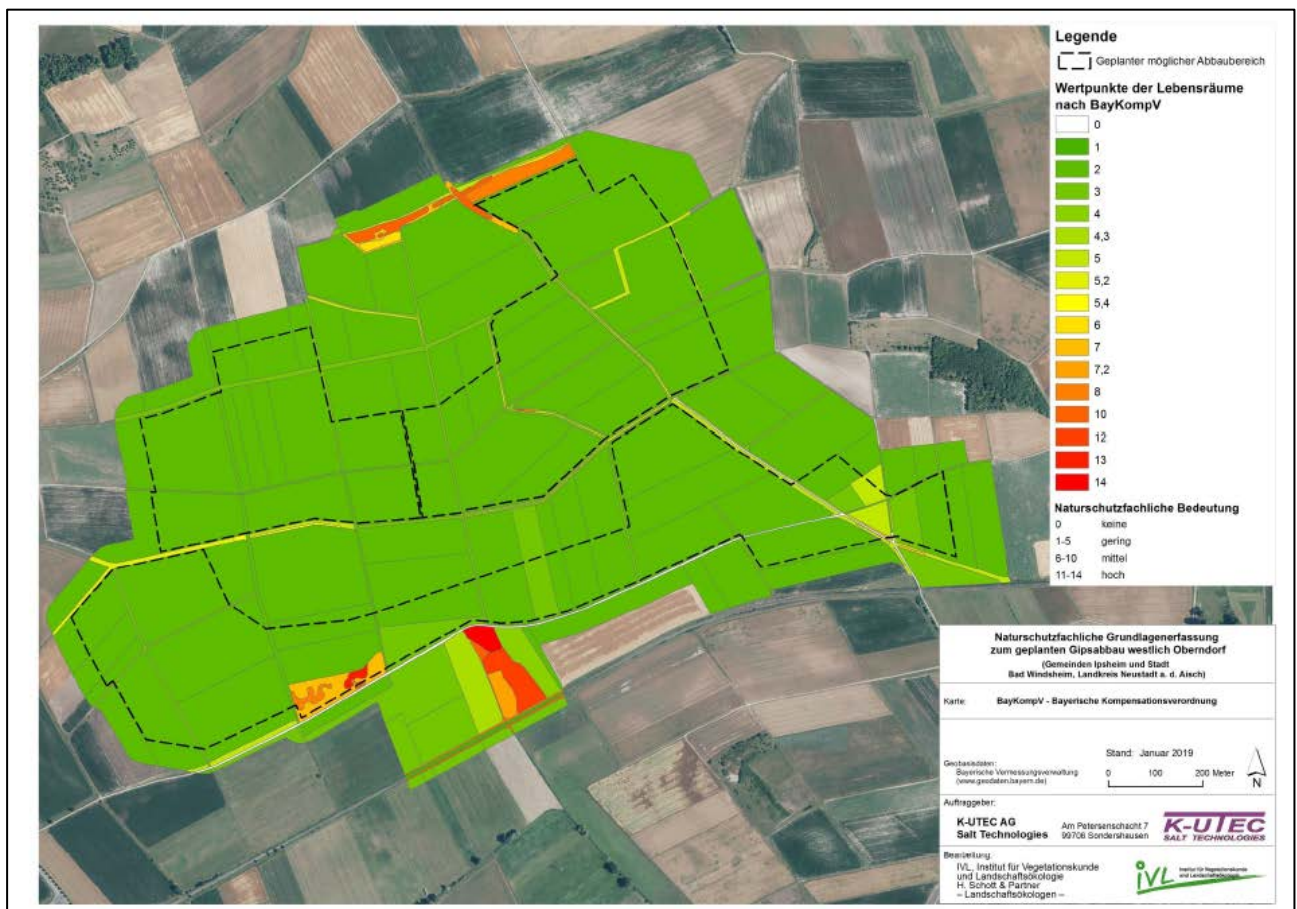 Legende
Geplanter möglicher Abbaubereich
Wertpunkte der Lebensräume
nach BayKompV
0
1
2
3
4
4,3
5
5,2
5,4
6
7
7,2
8
10
12
13
14
Naturschutzfachliche Bedeutung
0 keine
1-5 gering
6-10 mittel
11-14 hoch
Naturschutzfachliche Grundlagenerfassung
zum geplanten Gipsabbau westlich Oberndorf
(Gemeinden Ipsheim und Stadt
Bad Windsheim, Landkreis Neustadt a. d. Aisch)
Karte: BayKompV - Bayerische Kompensationsverordnung
Stand: Januar 2019
Geobasisdaten:
Bayerische Vermessungsverwaltung
(www.geodaten.bayern.de)
0 100 200 Meter
N
Auftraggeber:
K-UTEC AG
Salt Technologies
Am Petersenschacht 7
99706 Sondershausen
K-UTEC
SALT TECHNOLOGIES
Bearbeitung:
IVL, Institut für Vegetationskunde
und Landschaftsökologie
H. Schott & Partner
– Landschaftsökologen –
iVL
Institut für Vegetationskunde
und Landschaftsökologie